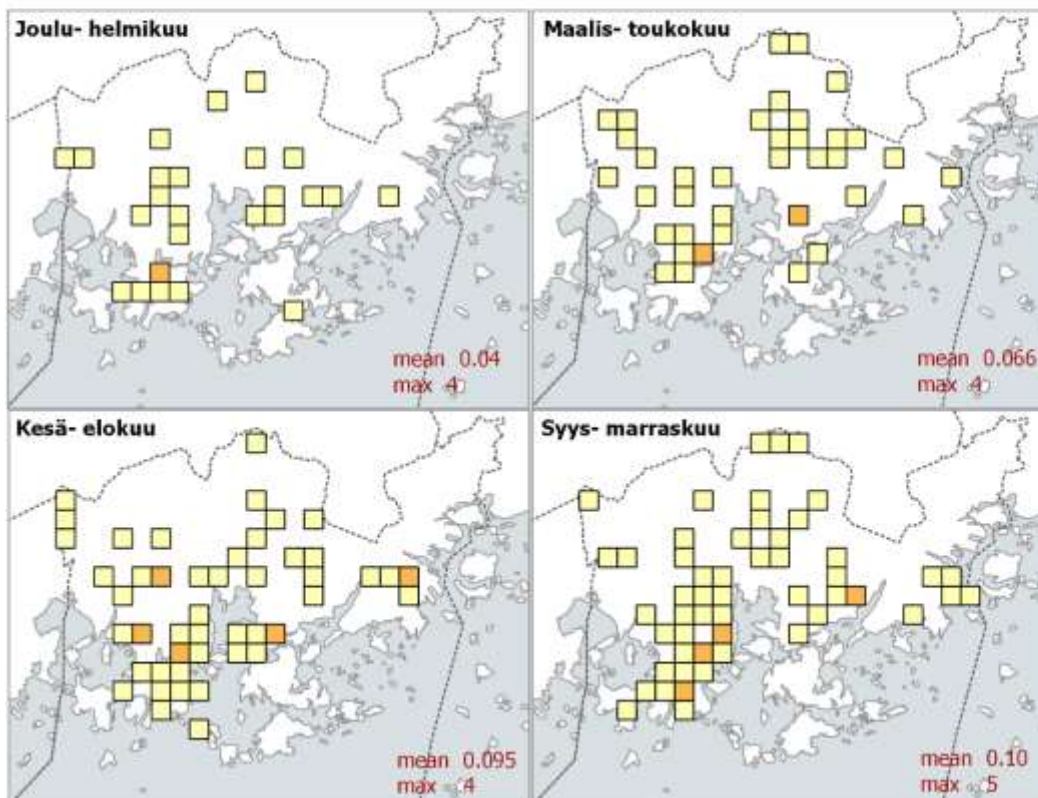 Joulu- helmikuu
mean 0.04
max 4
Maalis- toukokuu
mean 0.066
max 4
Kesä- elokuu
mean 0.095
max 4
Syys- marraskuu
mean 0.10
max 5